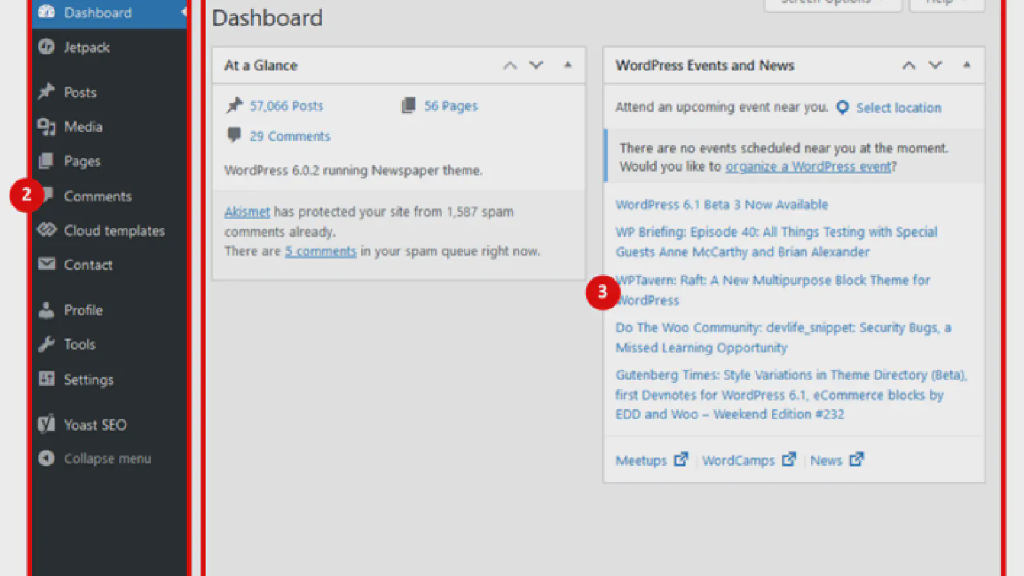 Dashboard
Jetpack
Posts
Media
Pages
2
Comments
Cloud templates
Contact
Profile
Tools
Settings
Yoast SEO
Collapse menu
Screen Options
Help
Dashboard
At a Glance
57,066 Posts
56 Pages
29 Comments
WordPress 6.0.2 running Newspaper theme.
Akismet has protected your site from 1,587 spam
comments already.
There are 5 comments in your spam queue right now.
3
WordPress Events and News
Attend an upcoming event near you. Select location
There are no events scheduled near you at the moment.
Would you like to organize a WordPress event?
WordPress 6.1 Beta 3 Now Available
WP Briefing: Episode 40: All Things Testing with Special
Guests Anne McCarthy and Brian Alexander
WPTavern: Raft: A New Multipurpose Block Theme for
WordPress
Do The Woo Community: devlife_snippet: Security Bugs, a
Missed Learning Opportunity
Gutenberg Times: Style Variations in Theme Directory (Beta),
first Devnotes for WordPress 6.1, eCommerce blocks by
EDD and Woo – Weekend Edition #232
Meetups | WordCamps | News